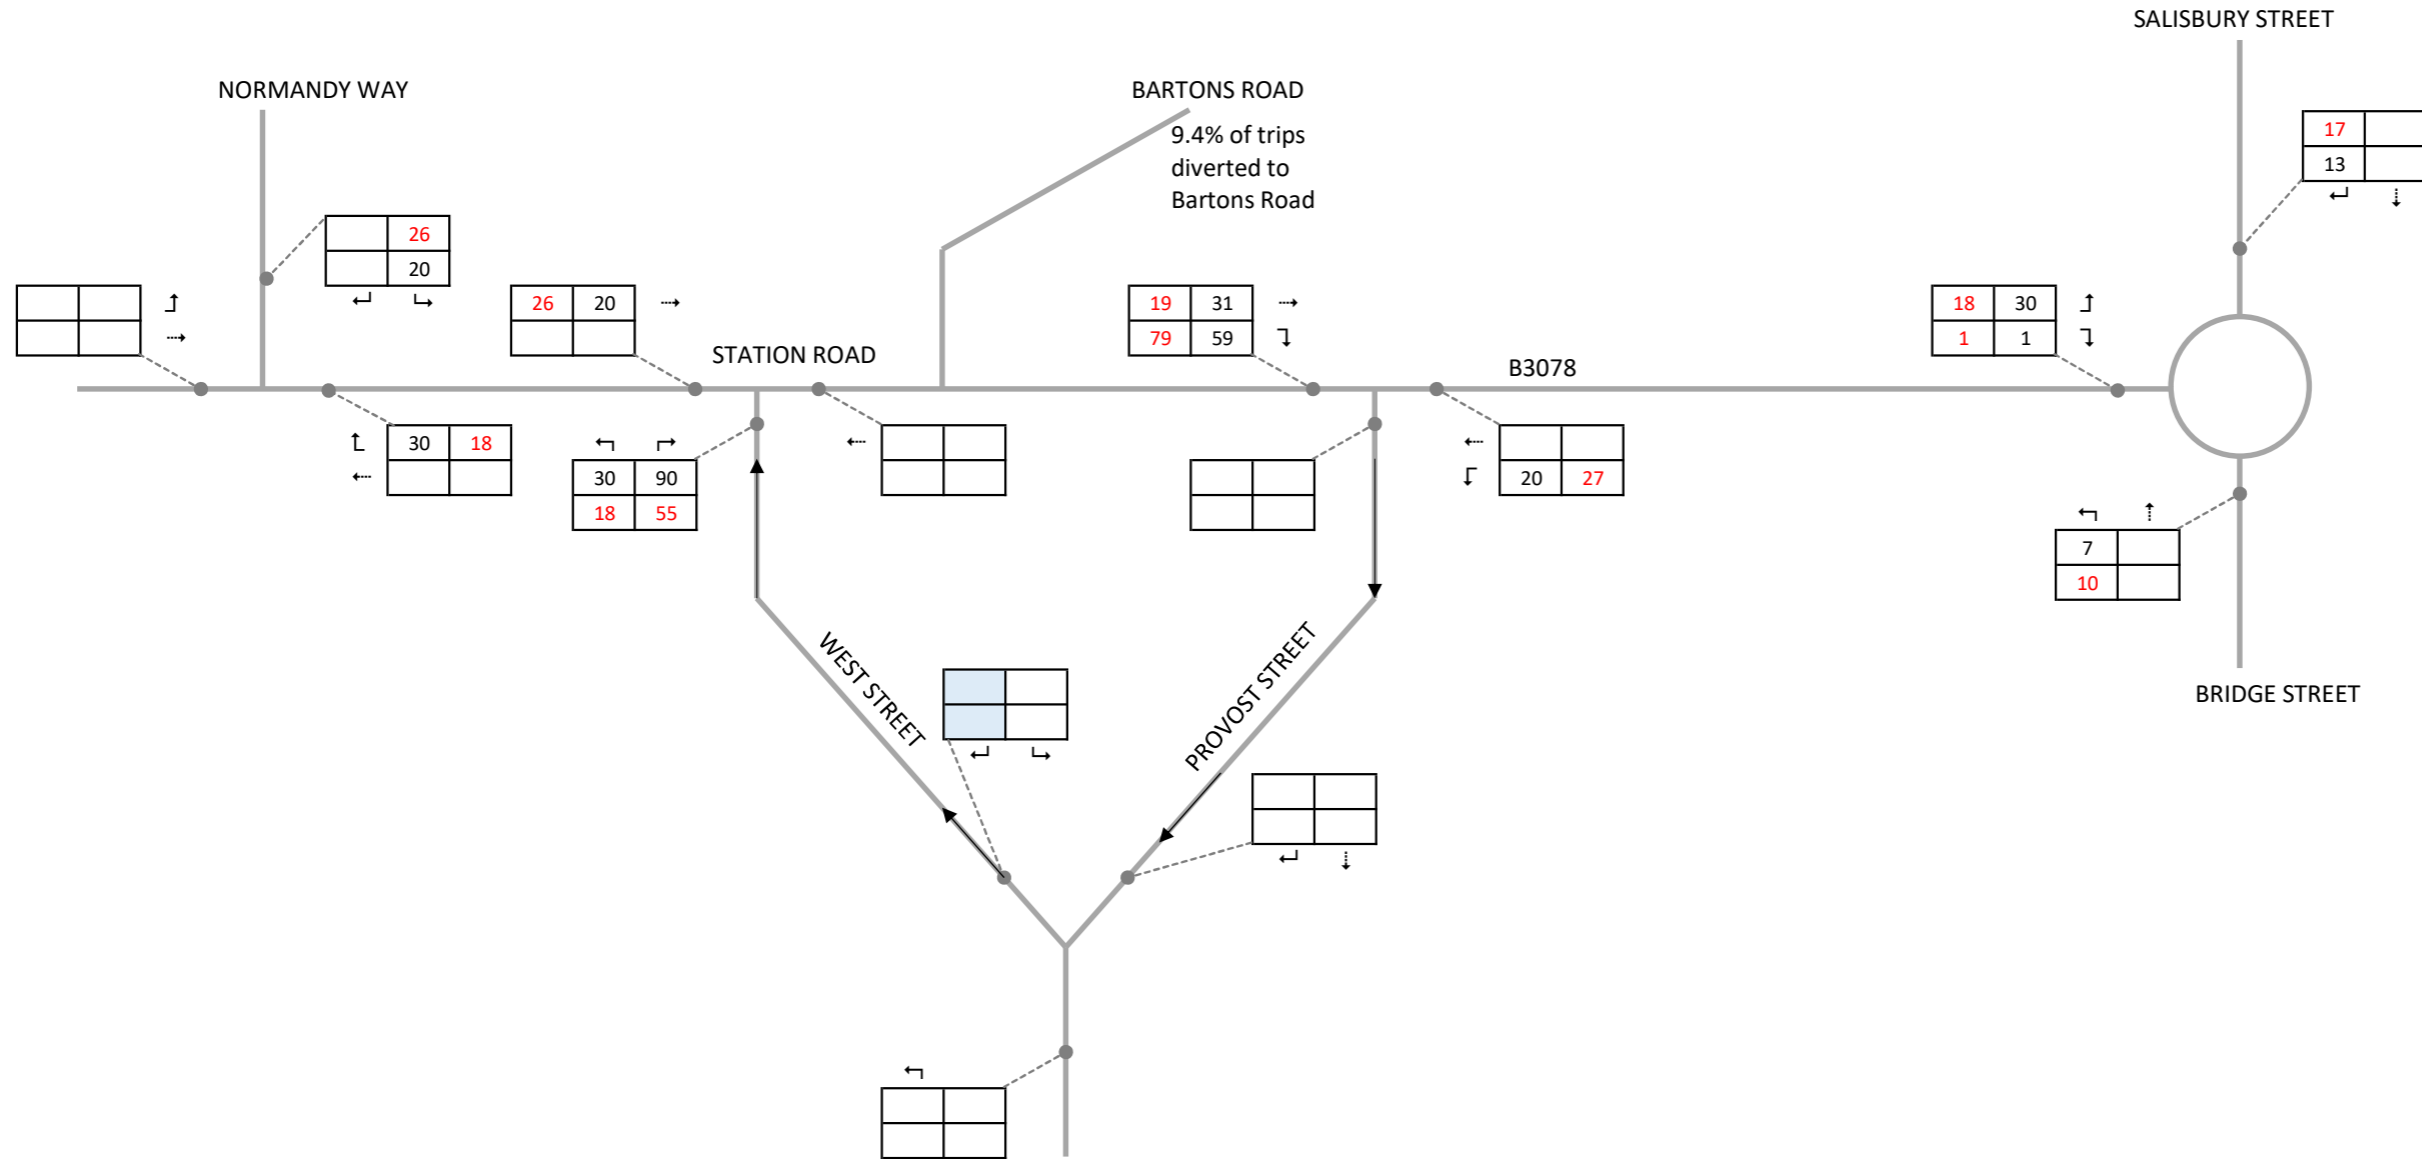 SALISBURY STREET
NORMANDY WAY
BARTONS ROAD
9.4% of trips
diverted to
Bartons Road
17
13
26
20
26 20
19 31
79 59
18 30
1 1
STATION ROAD
B3078
30 18
30 90
18 55
20 27
7
10
WEST STREET
PROVOST STREET
BRIDGE STREET